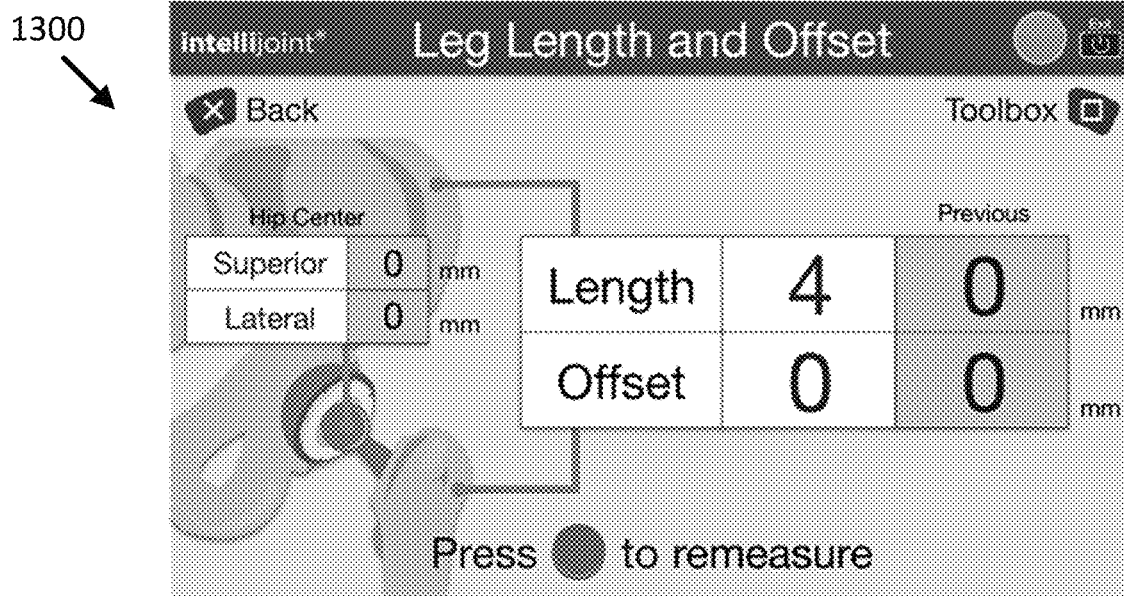 1300
intellijoint® Leg Length and Offset
Back Toolbox
Hip Center Previous
Superior 0 mm Length 4 0 mm
Lateral 0 mm Offset 0 0 mm
Press to remeasure